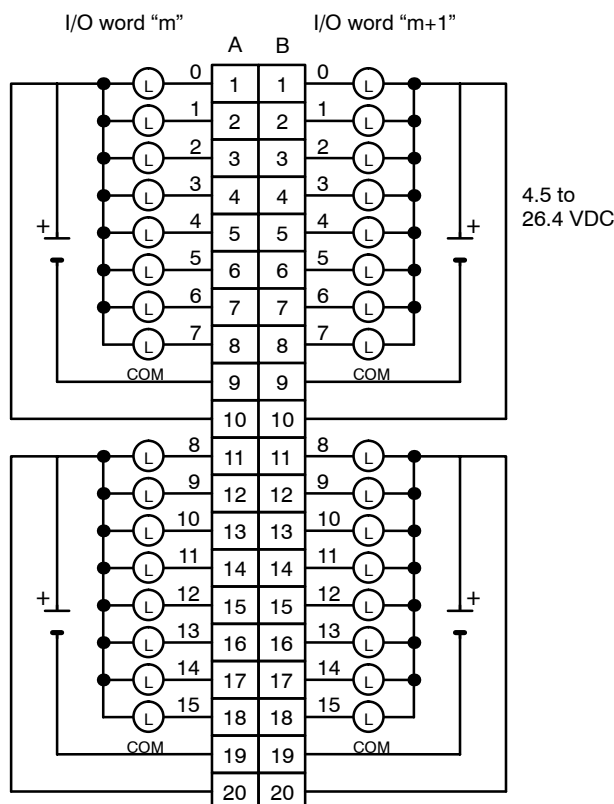 I/O word “m” I/O word “m+1”
A B
L 0 1 1 0 L
L 1 2 2 1 L
L 2 3 3 2 L
L 3 4 4 3 L
+ L 4 5 5 4 L +
L 5 6 6 5 L
L 6 7 7 6 L
L 7 8 8 7 L
COM 9 9 COM
10 10
4.5 to
26.4 VDC
L 8 11 11 8 L
L 9 12 12 9 L
L 10 13 13 10 L
L 11 14 14 11 L
+ L 12 15 15 12 L +
L 13 16 16 13 L
L 14 17 17 14 L
L 15 18 18 15 L
COM 19 19 COM
20 20